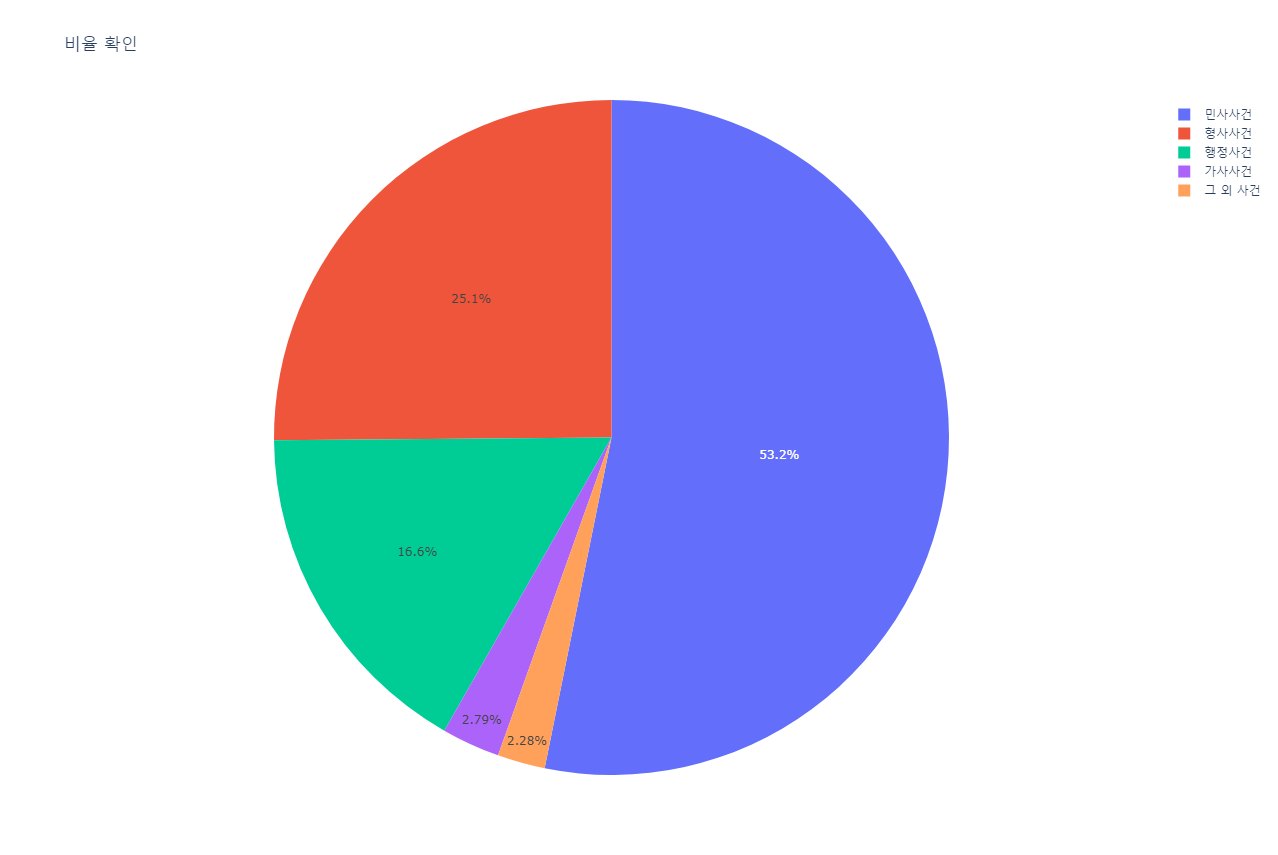 비율 확인
민사사건
형사사건
행정사건
가사사건
그 외 사건
25.1%
53.2%
16.6%
2.79%
2.28%